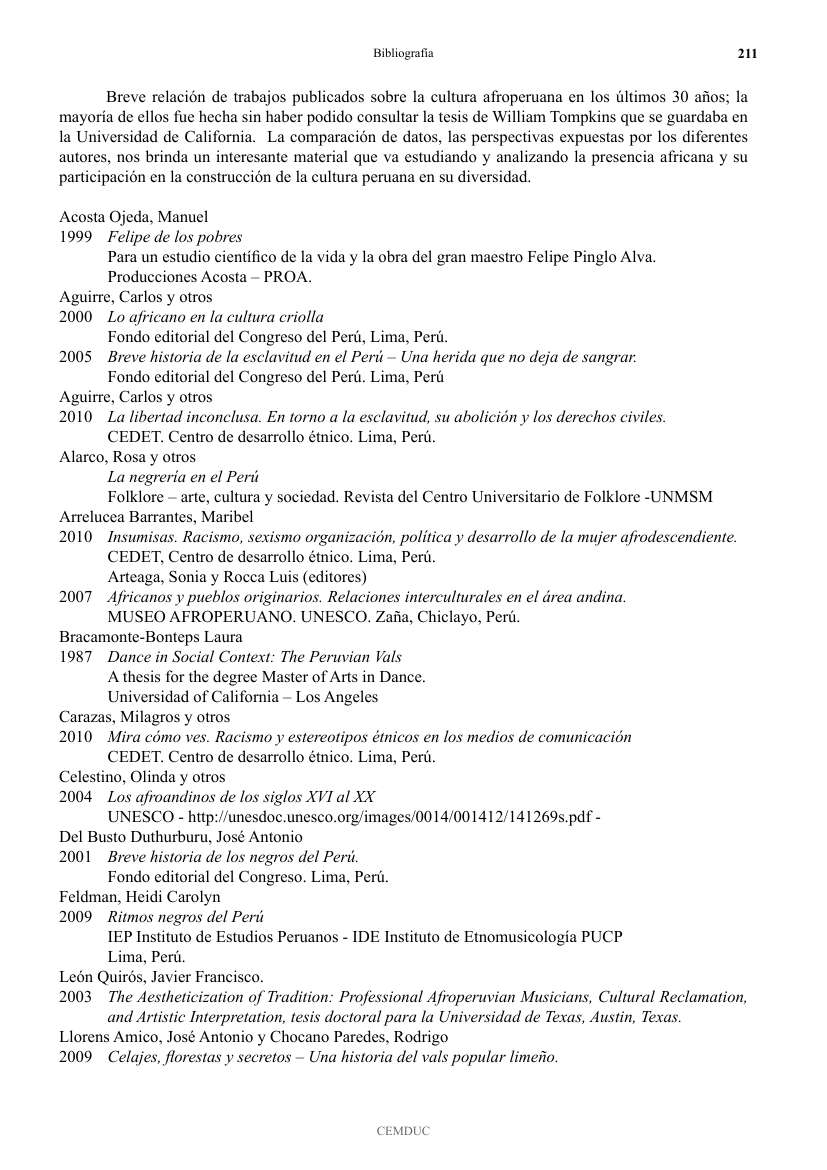 Bibliografía
211
Breve relación de trabajos publicados sobre la cultura afroperuana en los últimos 30 años; la
mayoría de ellos fue hecha sin haber podido consultar la tesis de William Tompkins que se guardaba en
la Universidad de California.  La comparación de datos, las perspectivas expuestas por los diferentes
autores, nos brinda un interesante material que va estudiando y analizando la presencia africana y su
participación en la construcción de la cultura peruana en su diversidad.
Acosta Ojeda, Manuel
1999 Felipe de los pobres
Para un estudio científico de la vida y la obra del gran maestro Felipe Pinglo Alva.
Producciones Acosta – PROA.
Aguirre, Carlos y otros
2000 Lo africano en la cultura criolla
Fondo editorial del Congreso del Perú, Lima, Perú.
2005 Breve historia de la esclavitud en el Perú – Una herida que no deja de sangrar.
Fondo editorial del Congreso del Perú. Lima, Perú
Aguirre, Carlos y otros
2010 La libertad inconclusa. En torno a la esclavitud, su abolición y los derechos civiles.
CEDET. Centro de desarrollo étnico. Lima, Perú.
Alarco, Rosa y otros
La negrería en el Perú
Folklore – arte, cultura y sociedad. Revista del Centro Universitario de Folklore -UNMSM
Arrelucea Barrantes, Maribel
2010 Insumisas. Racismo, sexismo organización, política y desarrollo de la mujer afrodescendiente.
CEDET, Centro de desarrollo étnico. Lima, Perú.
Arteaga, Sonia y Rocca Luis (editores)
2007 Africanos y pueblos originarios. Relaciones interculturales en el área andina.
MUSEO AFROPERUANO. UNESCO. Zaña, Chiclayo, Perú.
Bracamonte-Bonteps Laura
1987 Dance in Social Context: The Peruvian Vals
A thesis for the degree Master of Arts in Dance.
Universidad of California – Los Angeles
Carazas, Milagros y otros
2010 Mira cómo ves. Racismo y estereotipos étnicos en los medios de comunicación
CEDET. Centro de desarrollo étnico. Lima, Perú.
Celestino, Olinda y otros
2004 Los afroandinos de los siglos XVI al XX
UNESCO - http://unesdoc.unesco.org/images/0014/001412/141269s.pdf -
Del Busto Duthurburu, José Antonio
2001 Breve historia de los negros del Perú.
Fondo editorial del Congreso. Lima, Perú.
Feldman, Heidi Carolyn
2009 Ritmos negros del Perú
IEP Instituto de Estudios Peruanos - IDE Instituto de Etnomusicología PUCP
Lima, Perú.
León Quirós, Javier Francisco.
2003 The Aestheticization of Tradition: Professional Afroperuvian Musicians, Cultural Reclamation,
and Artistic Interpretation, tesis doctoral para la Universidad de Texas, Austin, Texas.
Llorens Amico, José Antonio y Chocano Paredes, Rodrigo
2009 Celajes, florestas y secretos – Una historia del vals popular limeño.
CEMDUC